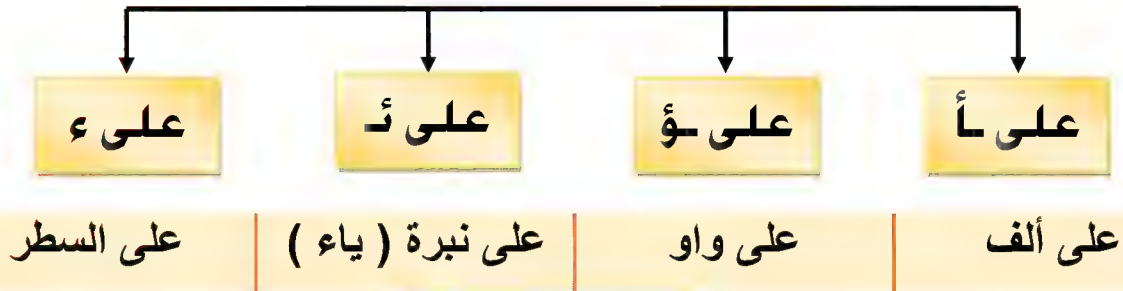 على ـأ على ـؤ على ئـ على ء
على ألف على واو على نبرة ( ياء ) على السطر